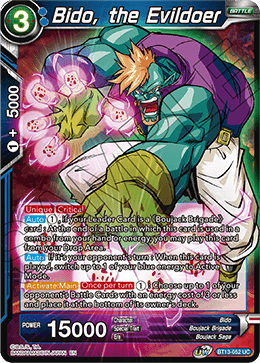 3
Bido, the Evildoer
BATTLE
1 + 5000
Unique Critical
Auto 1, If your Leader Card is a 《Boujack Brigade》
card : At the end of a battle in which this card is used in a
combo from your hand or energy, you may play this card
from your Drop Area.
Auto If it's your opponent's turn : When this card is
played, switch up to 1 of your blue energy to Active
Mode.
Activate:Main Once per turn 1 : Choose up to 1 of your
opponent's Battle Cards with an energy cost of 3 or less
and place it at the bottom of its owner's deck.
POWER 15000
Character Bido
Special Trait Boujack Brigade
Era Boujack Saga
BT13-052 UC